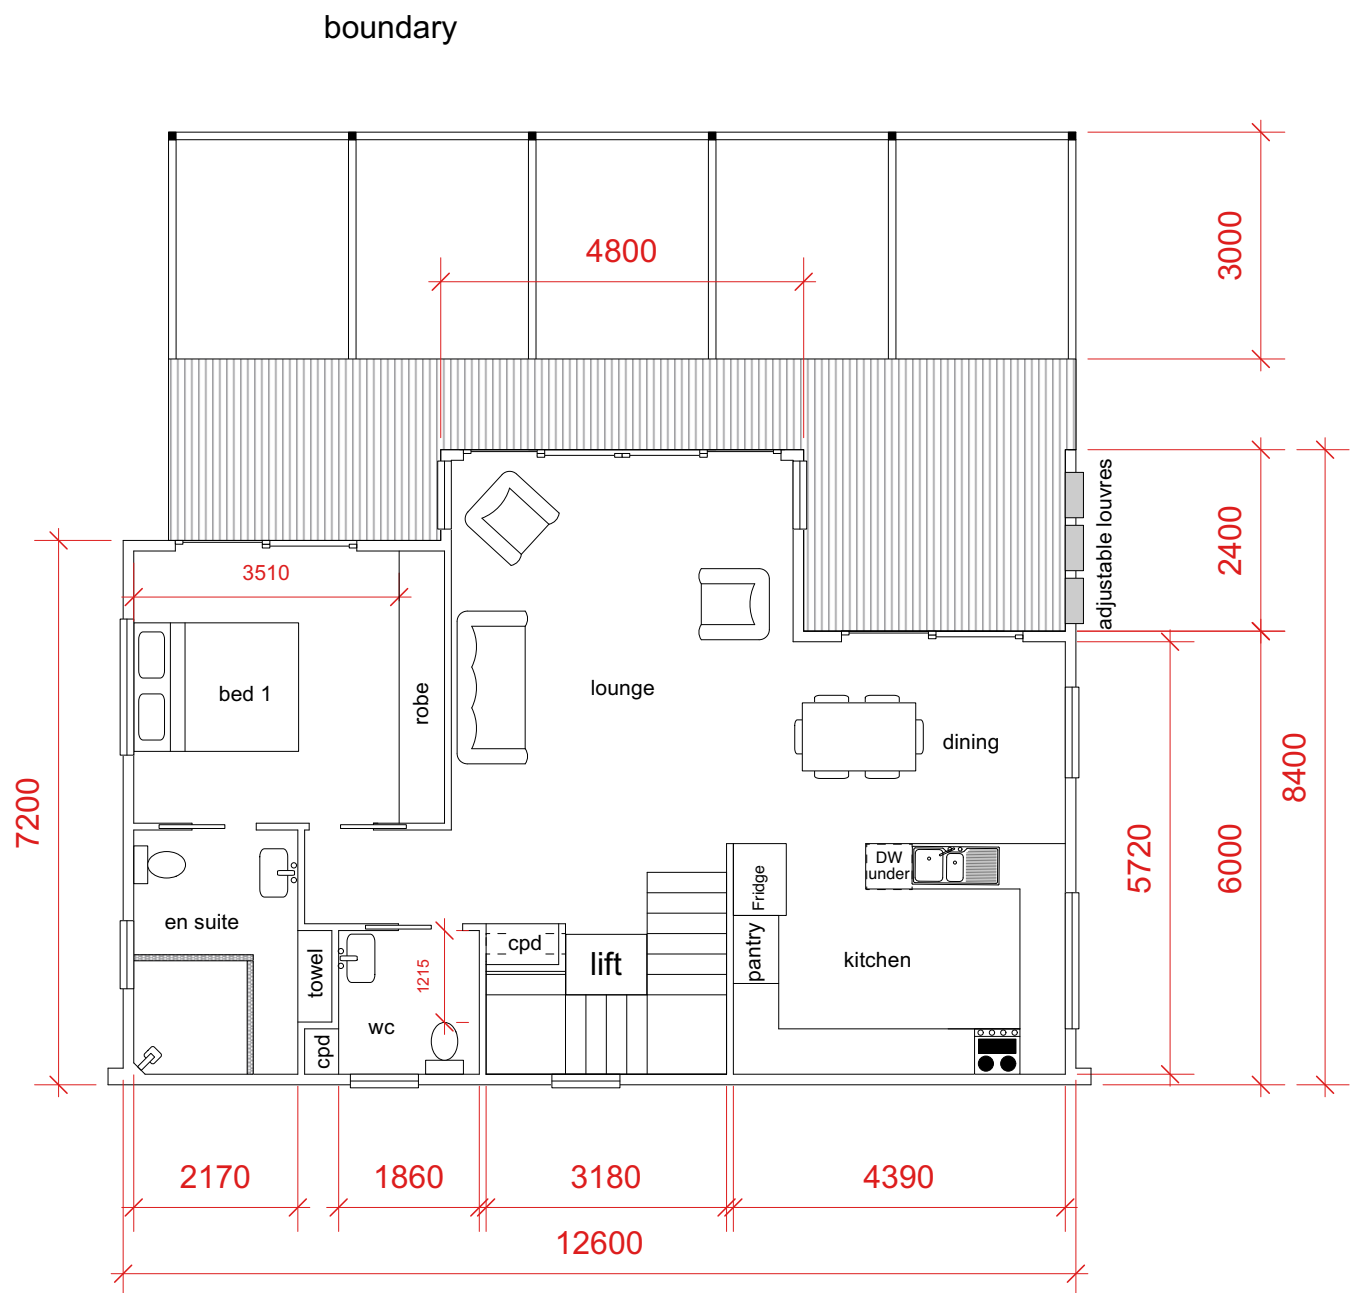 boundary
4800
3000
adjustable louvres
2400
3510
bed 1
robe
lounge
dining
7200
8400
5720
6000
DW
under
Fridge
en suite
towel
cpd
lift
pantry
kitchen
1215
wc
cpd
2170
1860
3180
4390
12600